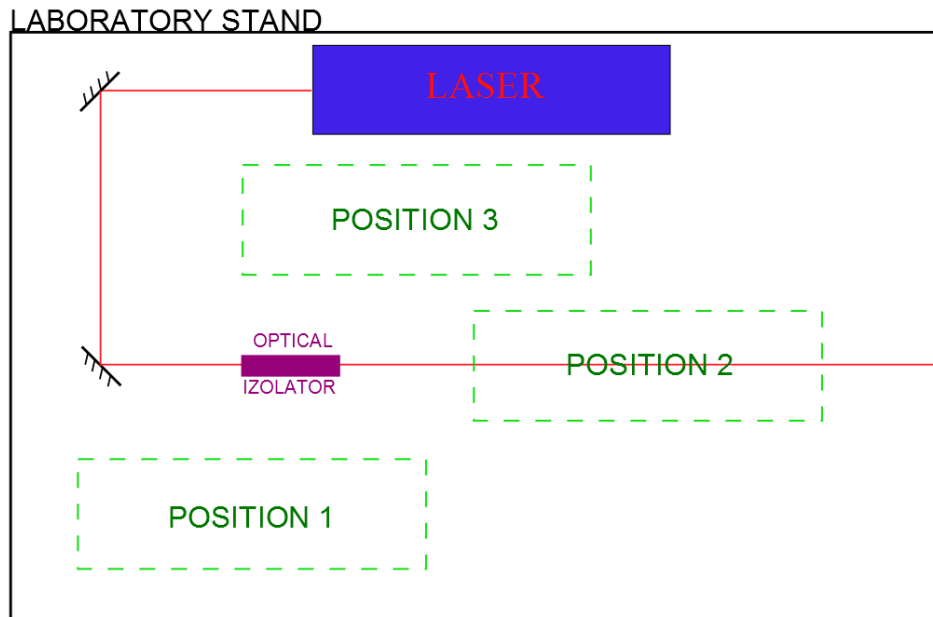 LABORATORY STAND
LASER
POSITION 3
OPTICAL
IZOLATOR
POSITION 2
POSITION 1